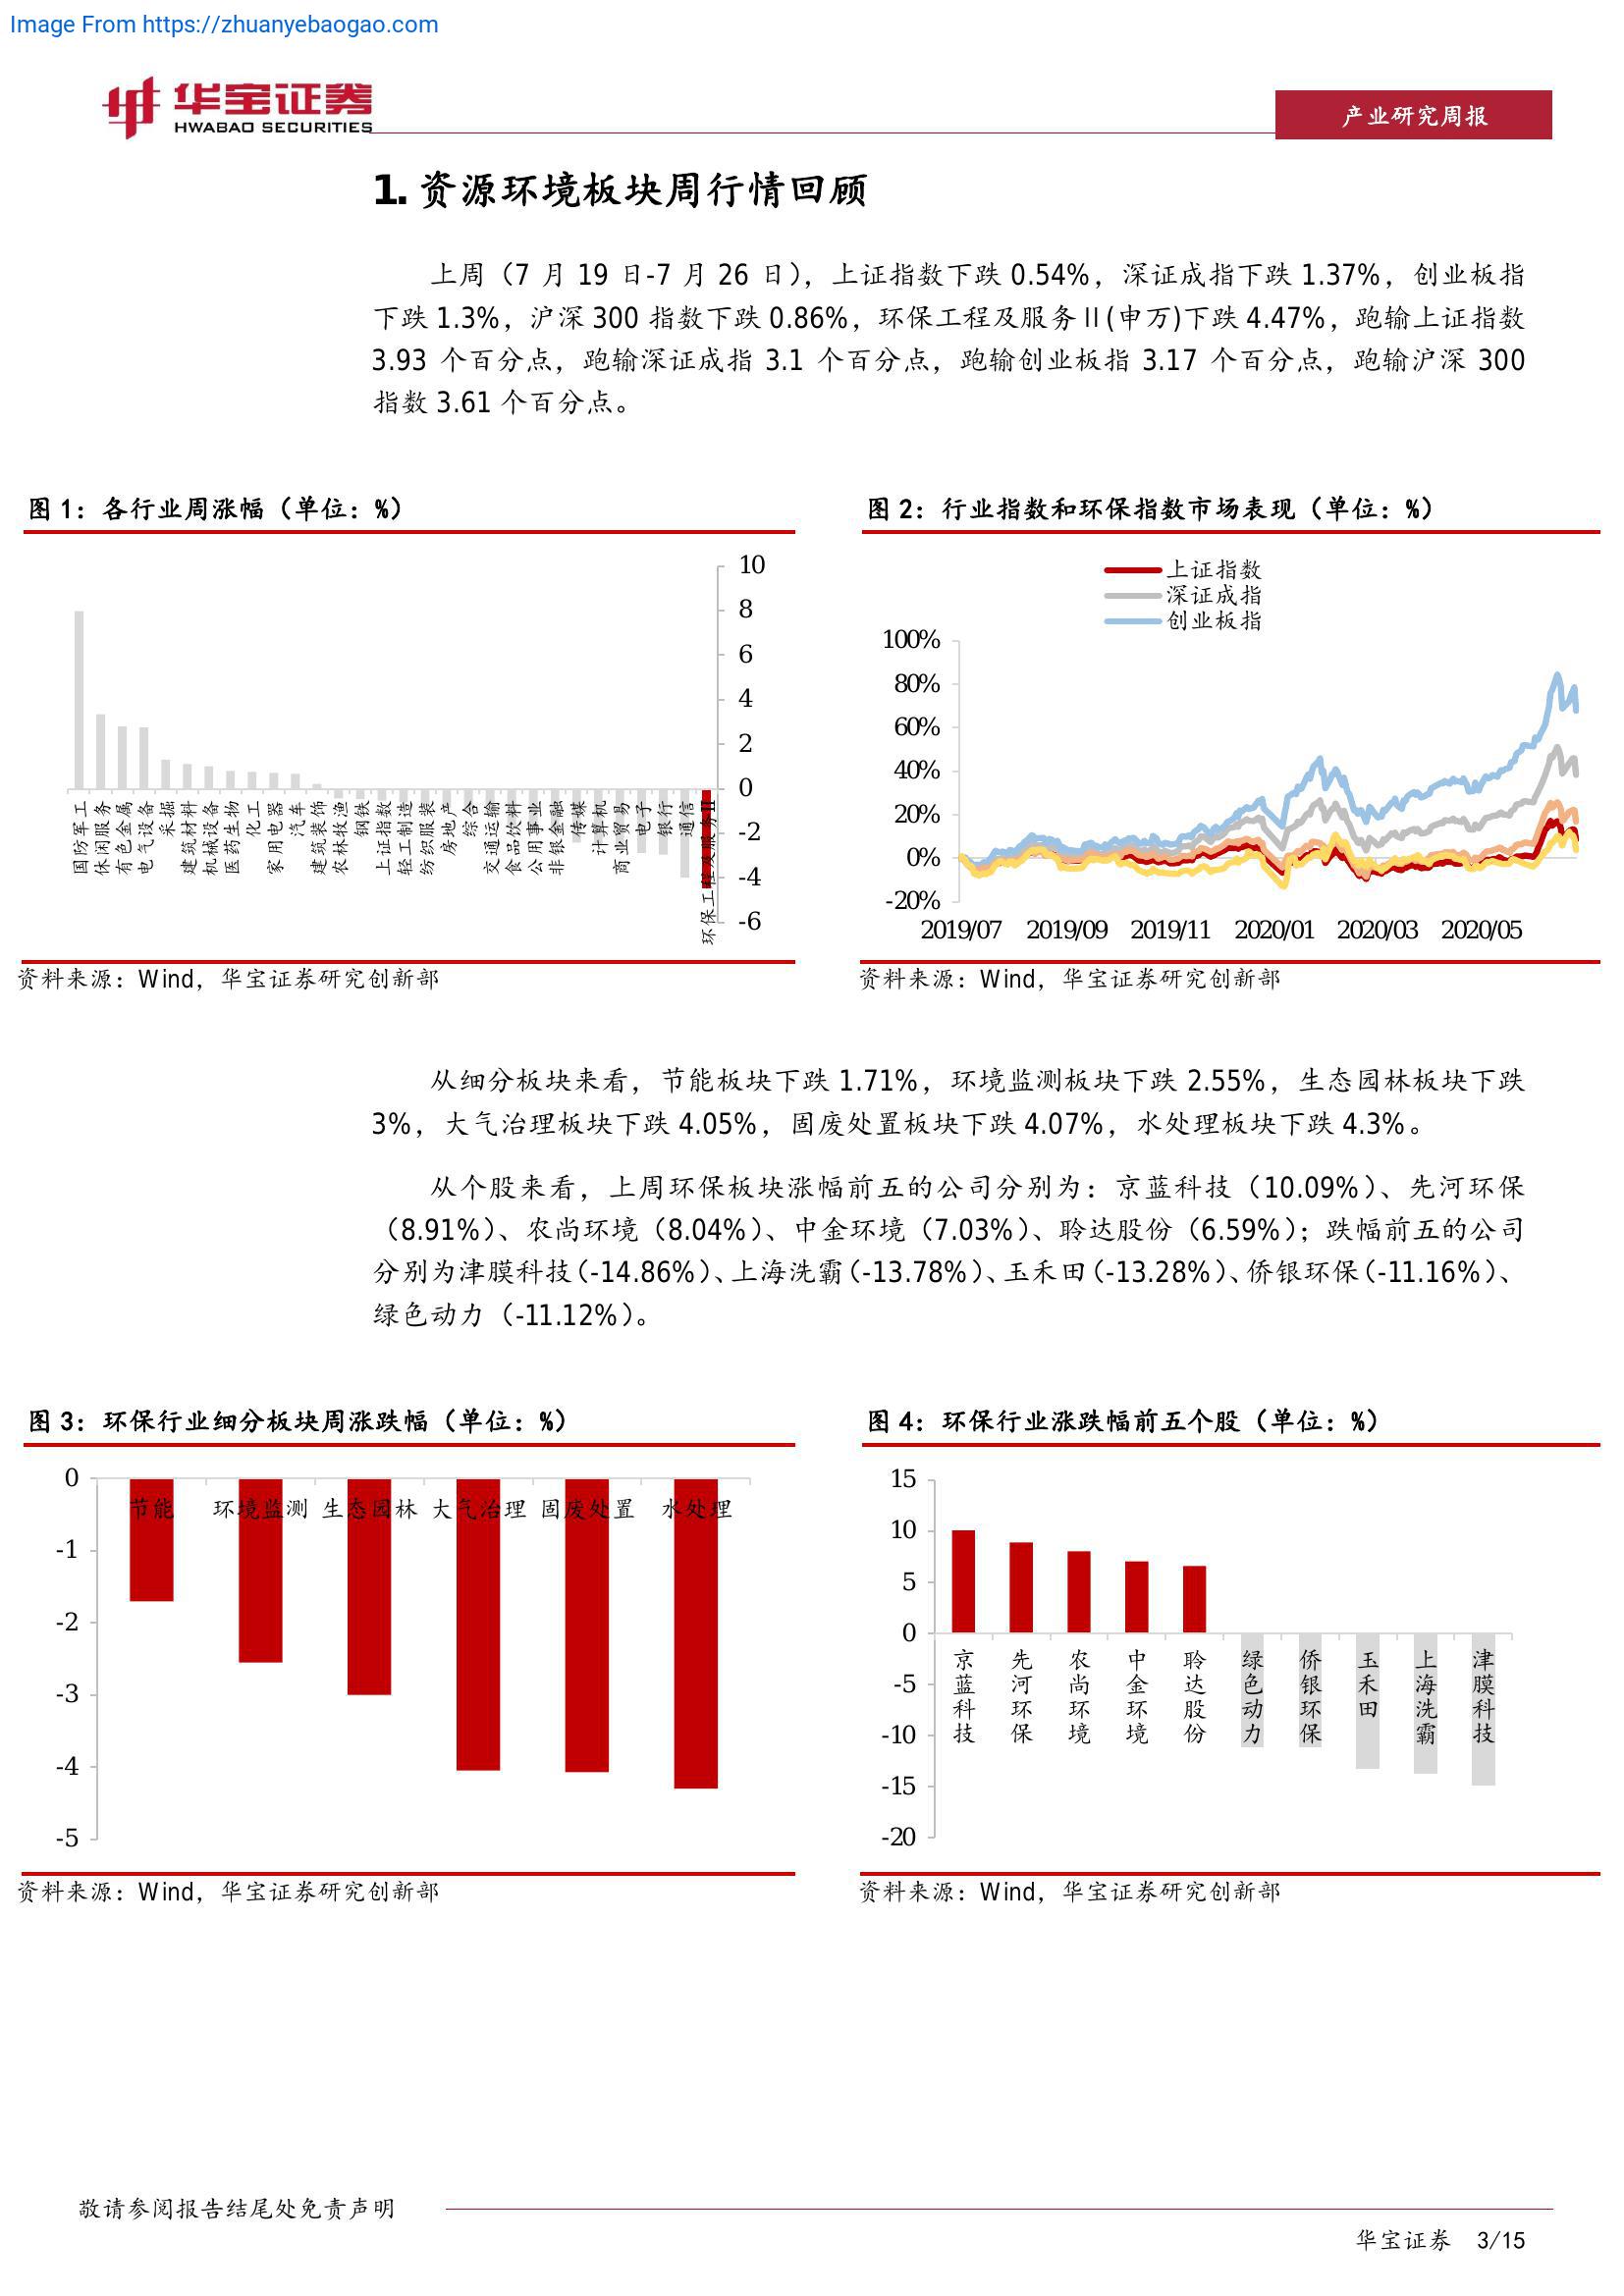 Image From https://zhuanyebaogao.com
华宝证券
HWABAO SECURITIES
产业研究周报
1. 资源环境板块周行情回顾
上周（7 月 19 日-7 月 26 日），上证指数下跌 0.54%，深证成指下跌 1.37%，创业板指
下跌 1.3%，沪深 300 指数下跌 0.86%，环保工程及服务Ⅱ(申万)下跌 4.47%，跑输上证指数
3.93 个百分点，跑输深证成指 3.1 个百分点，跑输创业板指 3.17 个百分点，跑输沪深 300
指数 3.61 个百分点。
图 1：各行业周涨幅（单位：%）
10
8
6
4
2
0
-2
-4
-6
国防军工
休闲服务
有色金属
电气设备
采掘
建筑材料
机械设备
医药生物
化工
家用电器
汽车
建筑装饰
农林牧渔
钢铁
上证指数
轻工制造
纺织服装
房地产
综合
交通运输
食品饮料
公用事业
非银金融
传媒
计算机
商业贸易
电子
银行
通信
环保工程及服务Ⅱ
资料来源：Wind，华宝证券研究创新部
图 2：行业指数和环保指数市场表现（单位：%）
上证指数
深证成指
创业板指
100%
80%
60%
40%
20%
0%
-20%
2019/07 2019/09 2019/11 2020/01 2020/03 2020/05
资料来源：Wind，华宝证券研究创新部
从细分板块来看，节能板块下跌 1.71%，环境监测板块下跌 2.55%，生态园林板块下跌
3%，大气治理板块下跌 4.05%，固废处置板块下跌 4.07%，水处理板块下跌 4.3%。
从个股来看，上周环保板块涨幅前五的公司分别为：京蓝科技（10.09%）、先河环保
（8.91%）、农尚环境（8.04%）、中金环境（7.03%）、聆达股份（6.59%）；跌幅前五的公司
分别为津膜科技（-14.86%）、上海洗霸（-13.78%）、玉禾田（-13.28%）、侨银环保（-11.16%）、
绿色动力（-11.12%）。
图 3：环保行业细分板块周涨跌幅（单位：%）
0
-1
-2
-3
-4
-5
节能 环境监测 生态园林 大气治理 固废处置 水处理
资料来源：Wind，华宝证券研究创新部
图 4：环保行业涨跌幅前五个股（单位：%）
15
10
5
0
-5
-10
-15
-20
京蓝科技
先河环保
农尚环境
中金环境
聆达股份
绿色动力
侨银环保
玉禾田
上海洗霸
津膜科技
资料来源：Wind，华宝证券研究创新部
敬请参阅报告结尾处免责声明
华宝证券 3/15